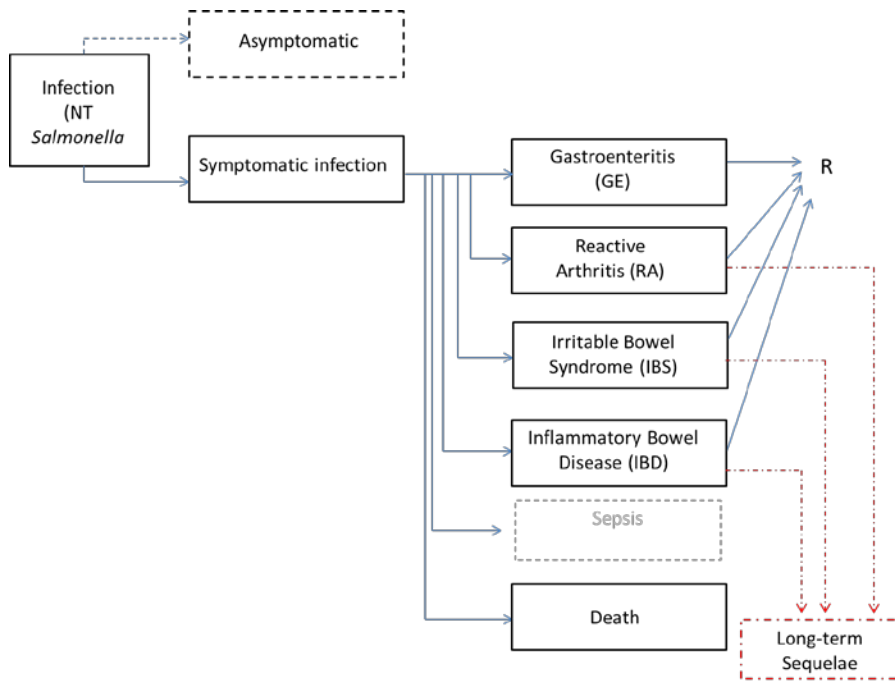 Asymptomatic
Infection
(NT
Salmonella
Symptomatic infection
Gastroenteritis
(GE)
R
Reactive
Arthritis (RA)
Irritable Bowel
Syndrome (IBS)
Inflammatory Bowel
Disease (IBD)
Sepsis
Death
Long-term
Sequelae